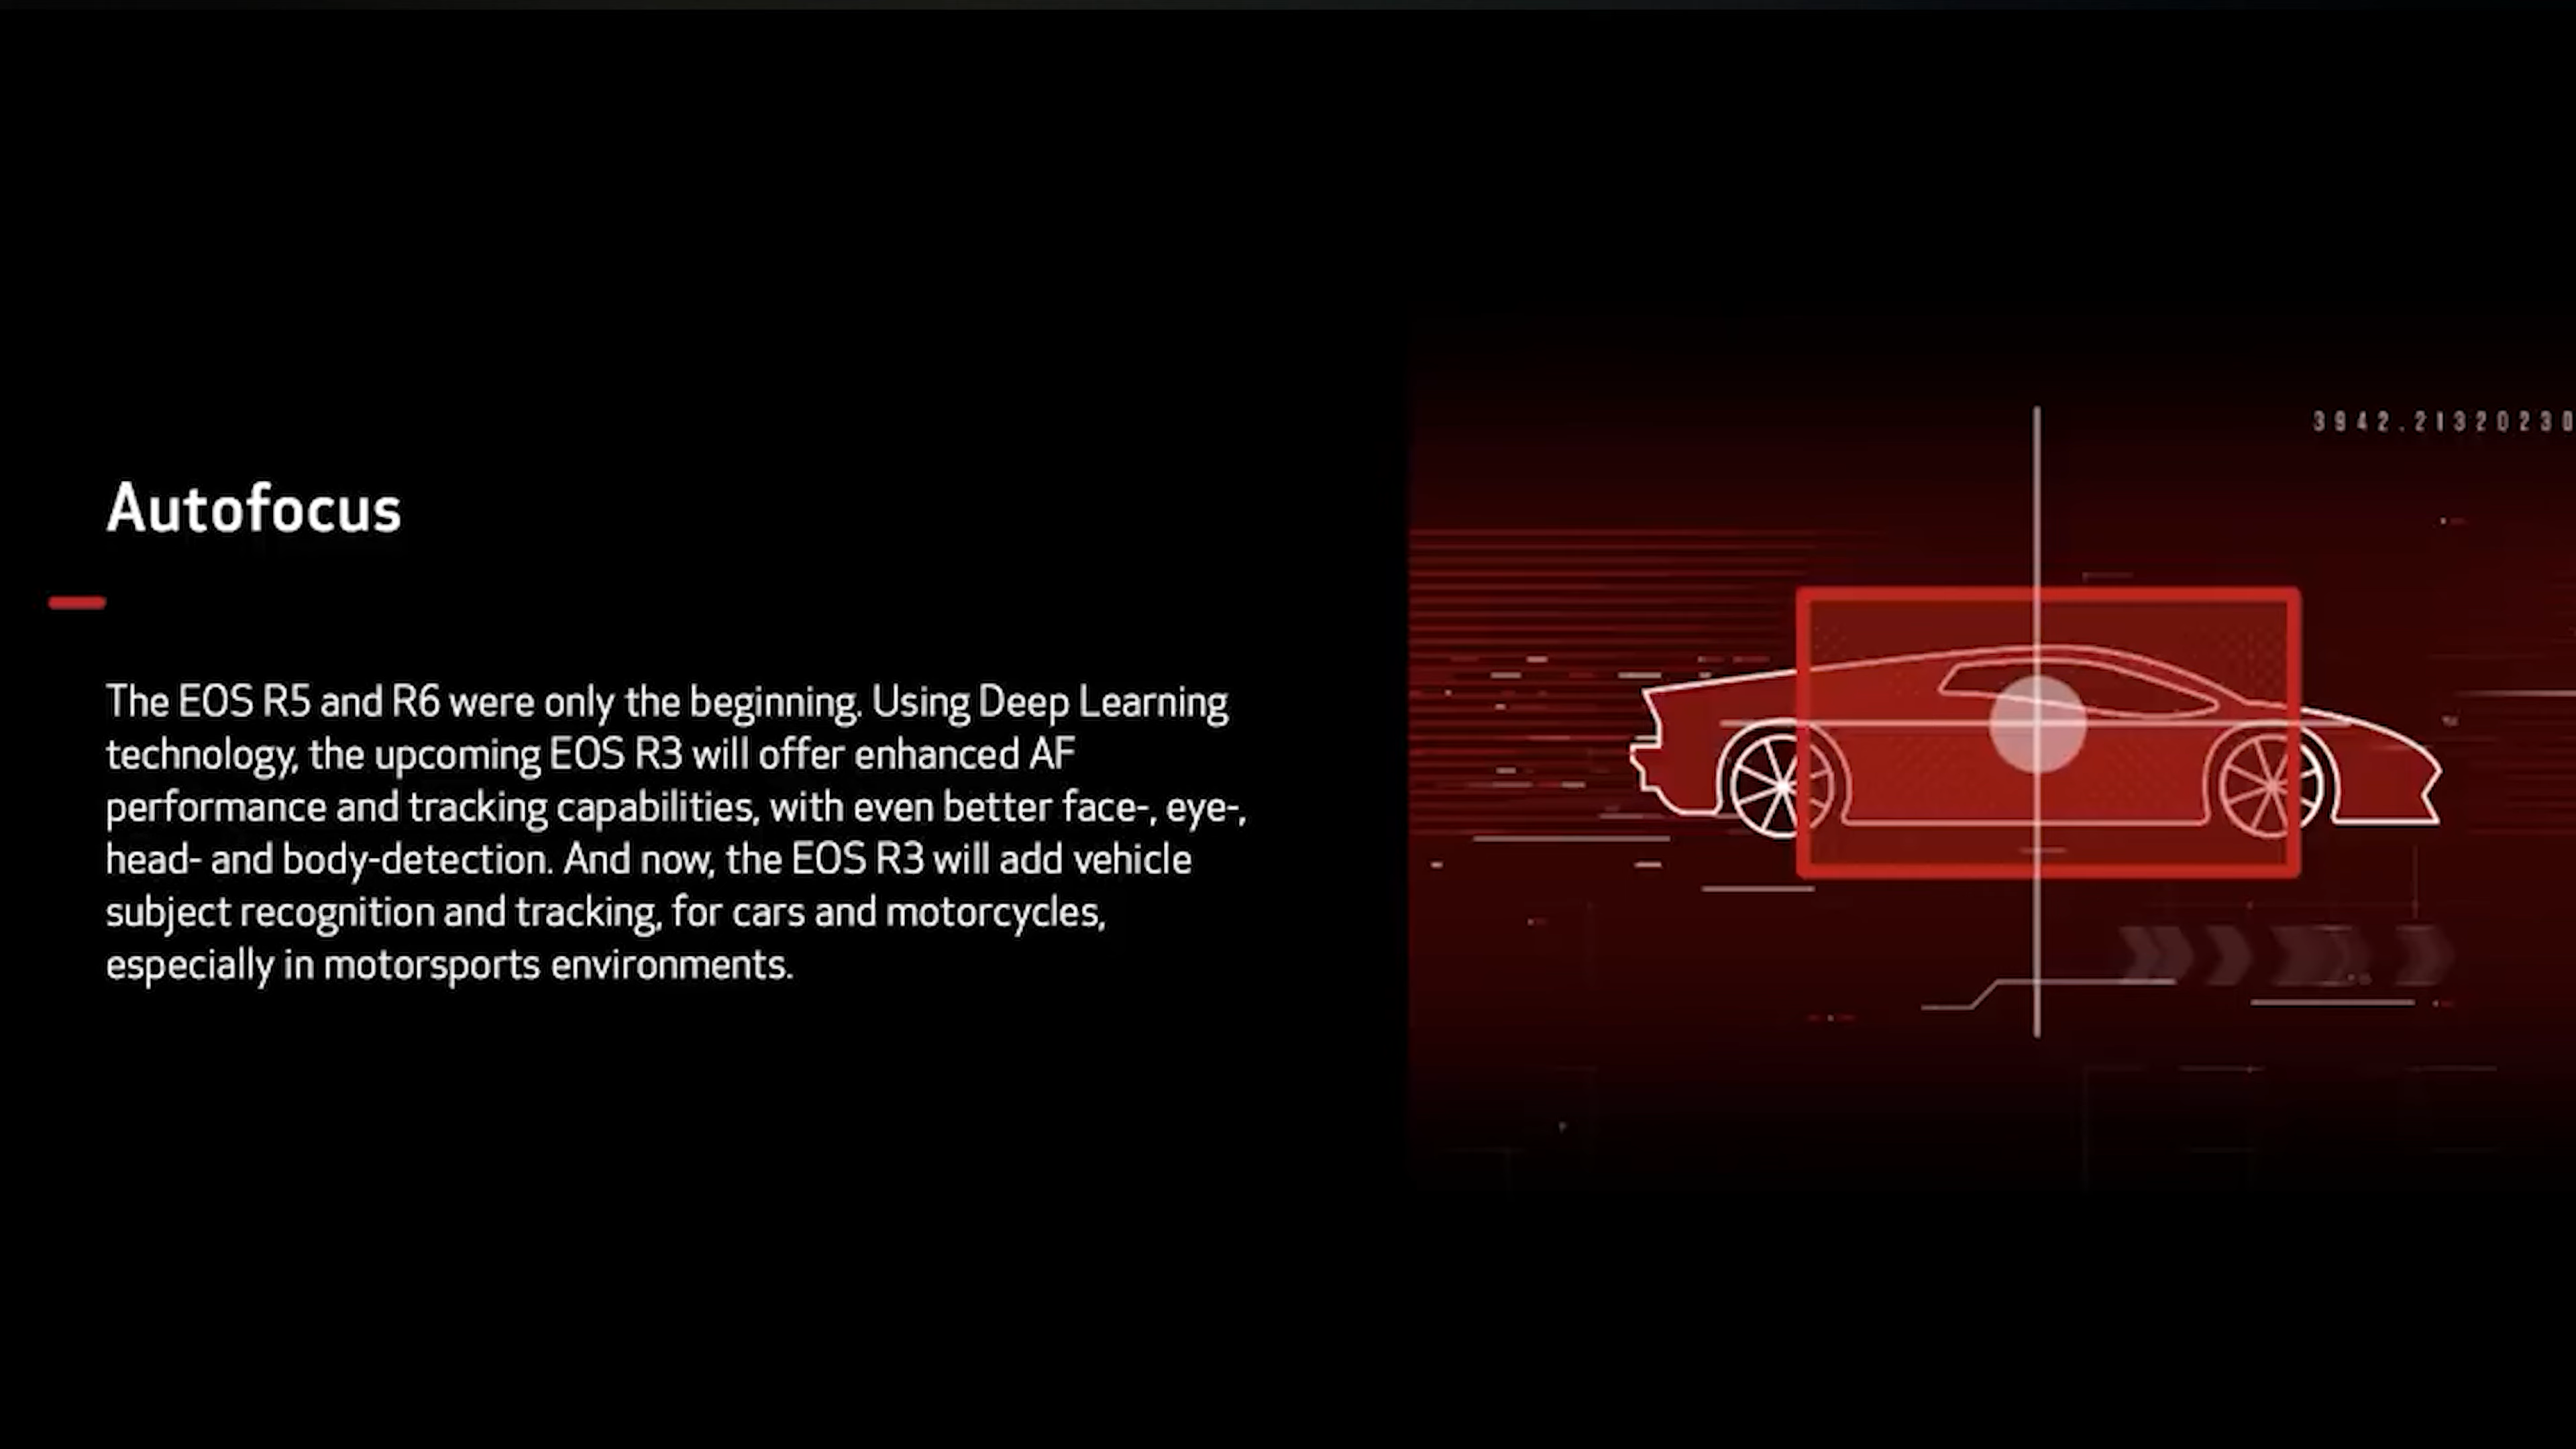 Autofocus
The EOS R5 and R6 were only the beginning. Using Deep Learning
technology, the upcoming EOS R3 will offer enhanced AF
performance and tracking capabilities, with even better face-, eye-,
head- and body-detection. And now, the EOS R3 will add vehicle
subject recognition and tracking, for cars and motorcycles,
especially in motorsports environments.
3942.21320230